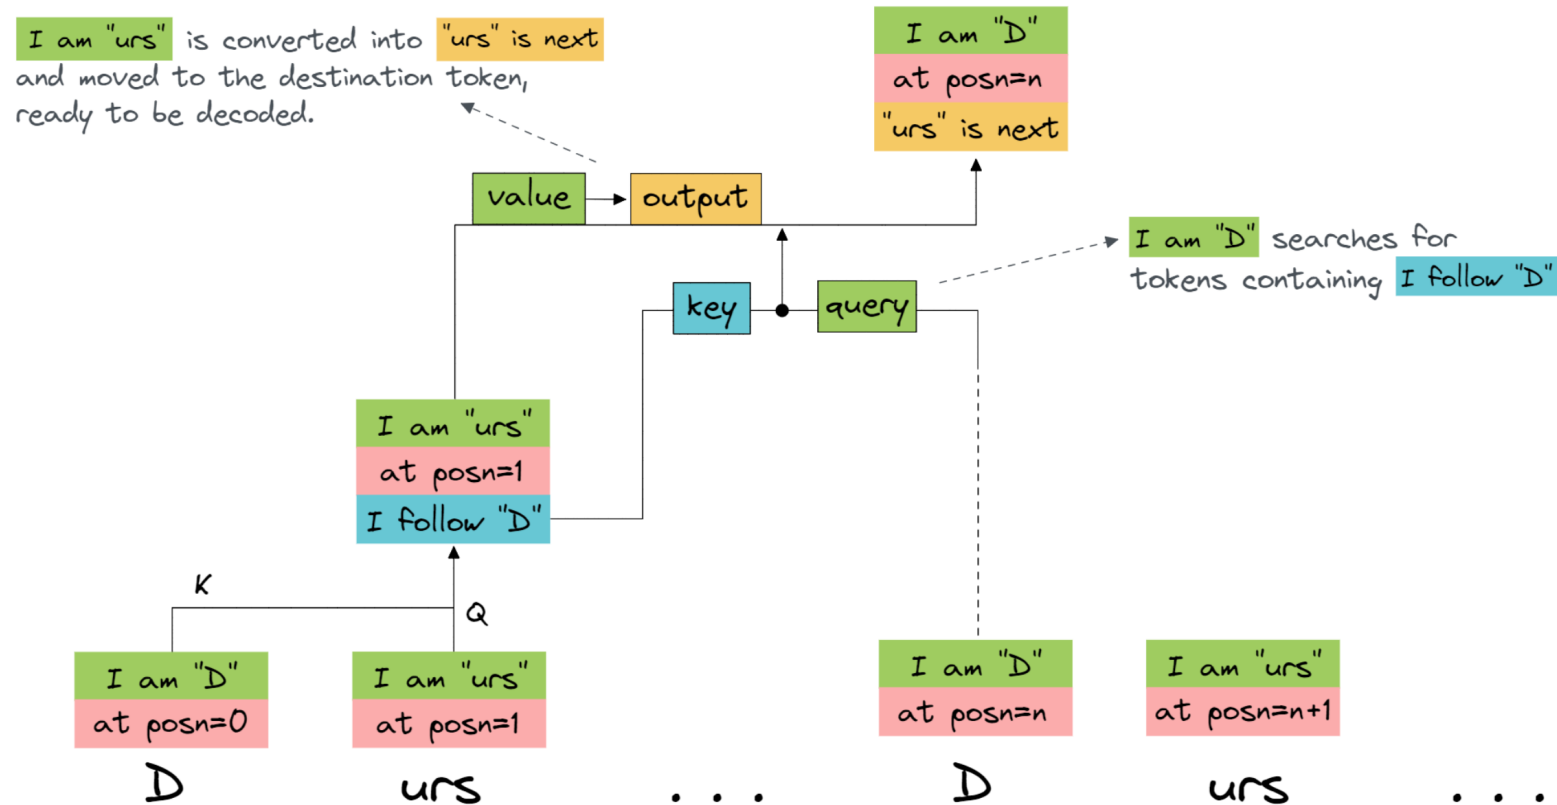 I am "urs" is converted into "urs" is next
and moved to the destination token,
ready to be decoded.
I am "D"
at posn=n
"urs" is next
value
output
I am "D" searches for
tokens containing I follow "D"
key
query
I am "urs"
at posn=1
I follow "D"
K
Q
I am "D"
at posn=0
I am "urs"
at posn=1
I am "D"
at posn=n
I am "urs"
at posn=n+1
D urs . . . D urs . . .